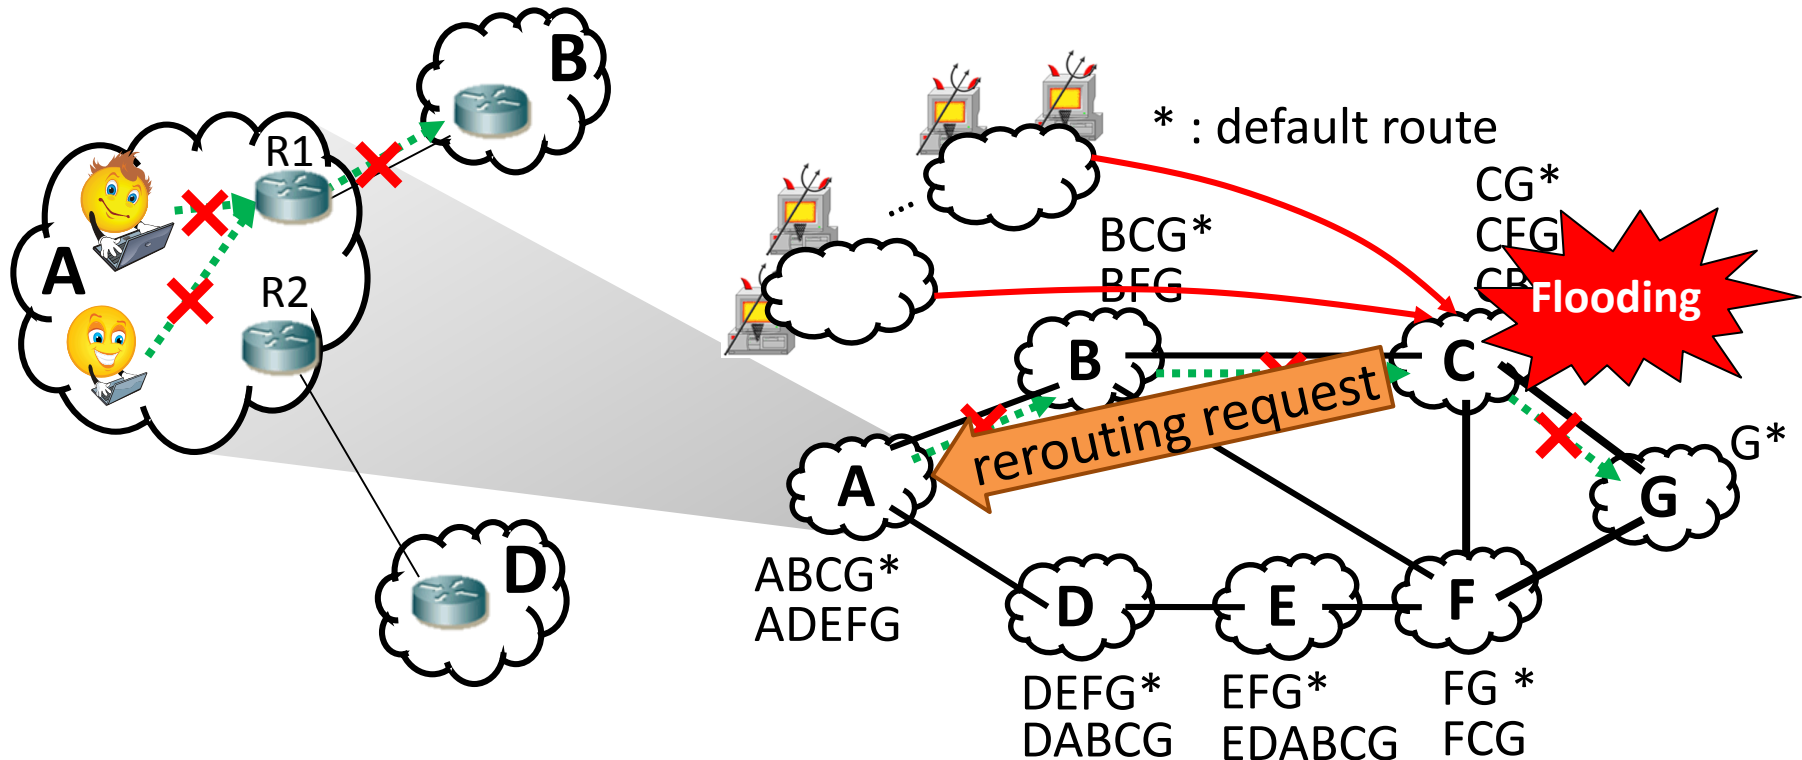 B
R1
A
R2
D
* : default route
...
CG*
CFG
Flooding
BCG*
BFG
B
C
rerouting request
A
G*
G
ABCG*
ADEFG
D
E
F
DEFG*
DABCG
EFG*
EDABCG
FG *
FCG